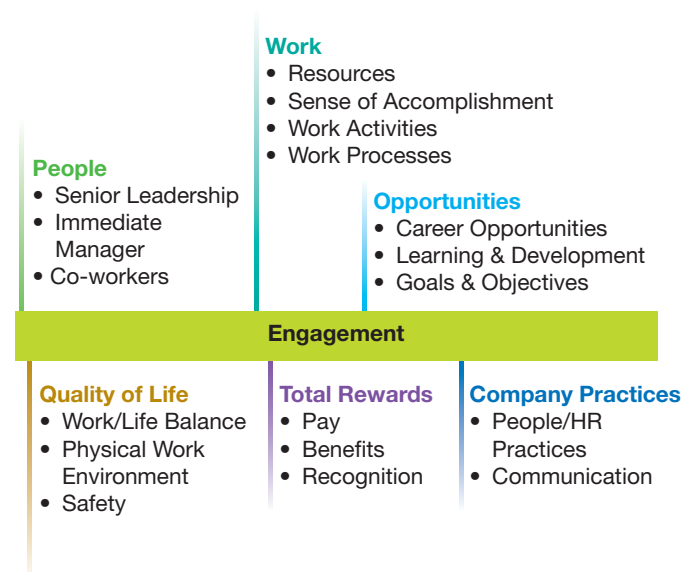 Work
• Resources
• Sense of Accomplishment
• Work Activities
• Work Processes
People
• Senior Leadership
• Immediate
Manager
• Co-workers
Opportunities
• Career Opportunities
• Learning & Development
• Goals & Objectives
Engagement
Quality of Life
• Work/Life Balance
• Physical Work
Environment
• Safety
Total Rewards
• Pay
• Benefits
• Recognition
Company Practices
• People/HR
Practices
• Communication